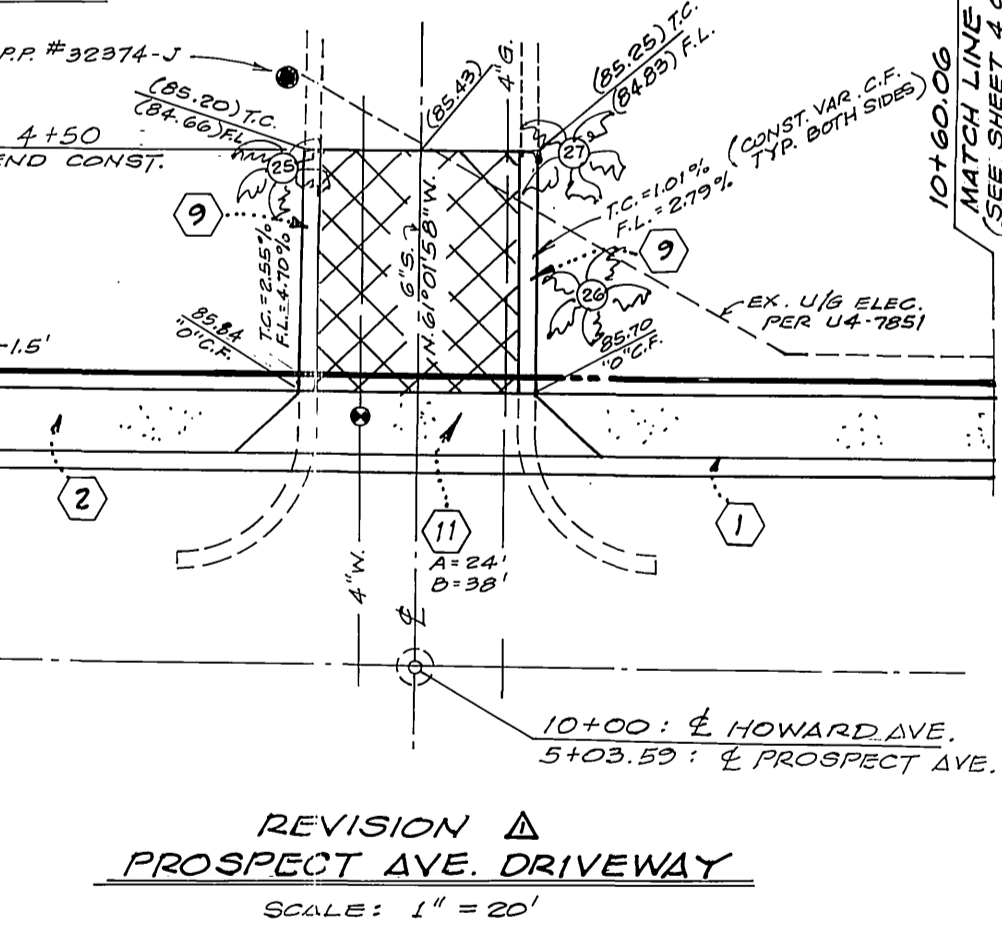 P.P. #32374-J
(85.20) T.C.
(84.66) F.L.
4+50
END CONST.
25
9
T.C.=2.55%
F.L.=4.70%
85.84
"0" C.F.
-1.5'
6"S.
N.61°01'58"W.
(85.43)
4"G.
(85.25) T.C.
(84.83) F.L.
27
(CONST. VAR. C.F.
TYP. BOTH SIDES)
T.C.=1.01%
F.L.=2.79%
9
26
85.70
"0" C.F.
EX. U/G ELEC.
PER U4-7851
10+60.06
MATCH LINE
(SEE SHEET 4
2
11
A=24'
B=38'
1
4"W.
℄
10+00: ℄ HOWARD AVE.
5+03.59: ℄ PROSPECT AVE.
REVISION 1
PROSPECT AVE. DRIVEWAY
SCALE: 1" = 20'